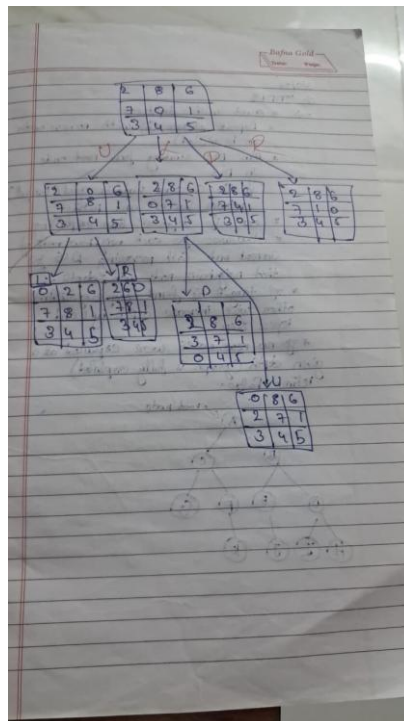 Bufna Gold
2 8 6
7 0 1
3 4 5
U L D R
2 0 6
7 8 1
3 4 5
2 8 6
0 7 1
3 4 5
2 8 6
7 4 1
3 0 5
2 8 6
7 1 0
3 4 5
L
0 2 6
7 8 1
3 4 5
R
2 6 0
7 8 1
3 4 5
D
2 8 6
3 7 1
0 4 5
U
0 8 6
2 7 1
3 4 5